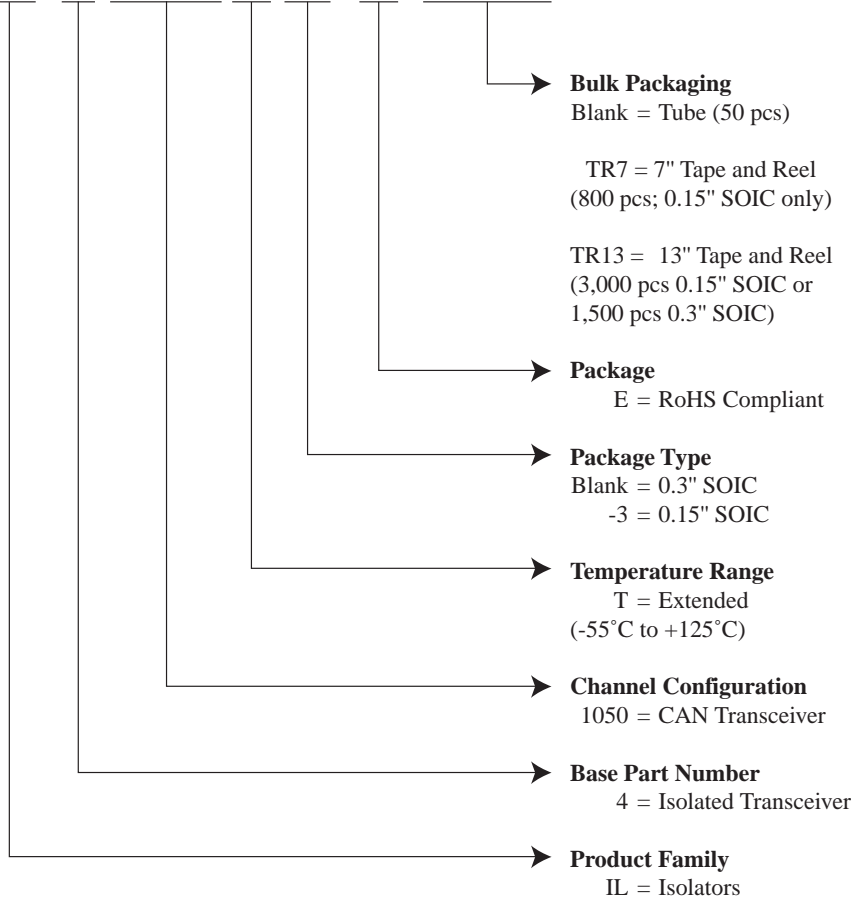 Bulk Packaging
Blank = Tube (50 pcs)
TR7 = 7" Tape and Reel
(800 pcs; 0.15" SOIC only)
TR13 = 13" Tape and Reel
(3,000 pcs 0.15" SOIC or
1,500 pcs 0.3" SOIC)
Package
E = RoHS Compliant
Package Type
Blank = 0.3" SOIC
-3 = 0.15" SOIC
Temperature Range
T = Extended
(-55˚C to +125˚C)
Channel Configuration
1050 = CAN Transceiver
Base Part Number
4 = Isolated Transceiver
Product Family
IL = Isolators